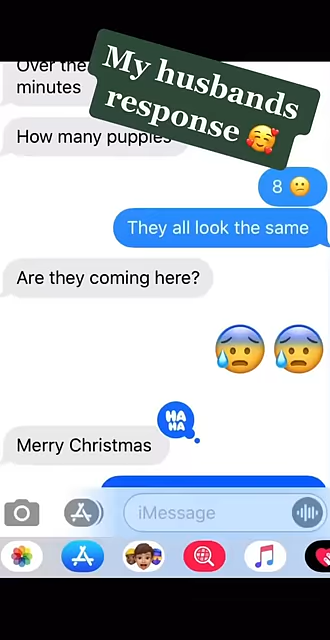 Over the
minutes
My husbands
response 🥰
How many puppies
8 😕
They all look the same
Are they coming here?
😰 😰
HA
HA
Merry Christmas
iMessage